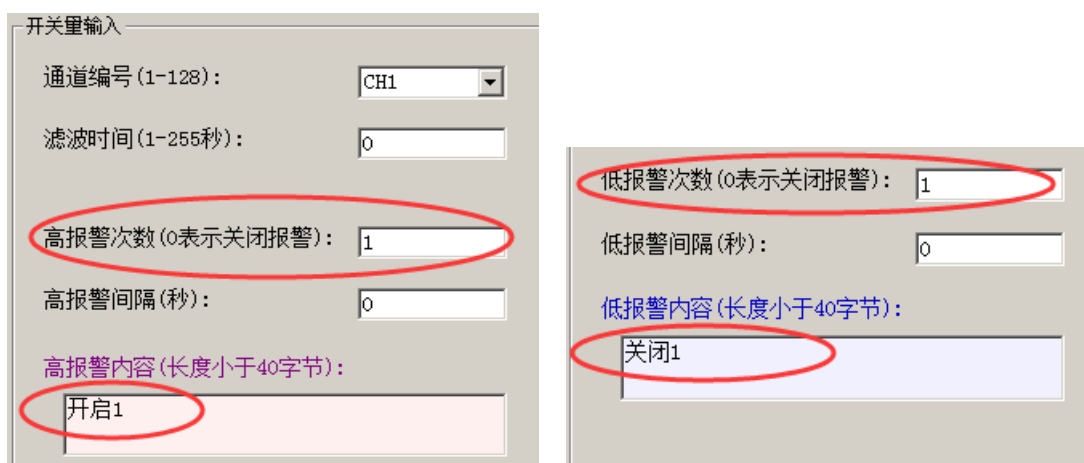 开关量输入
通道编号(1-128):
CH1
滤波时间(1-255秒):
0
高报警次数(0表示关闭报警):
1
高报警间隔(秒):
0
高报警内容(长度小于40字节):
开启1
低报警次数(0表示关闭报警):
1
低报警间隔(秒):
0
低报警内容(长度小于40字节):
关闭1